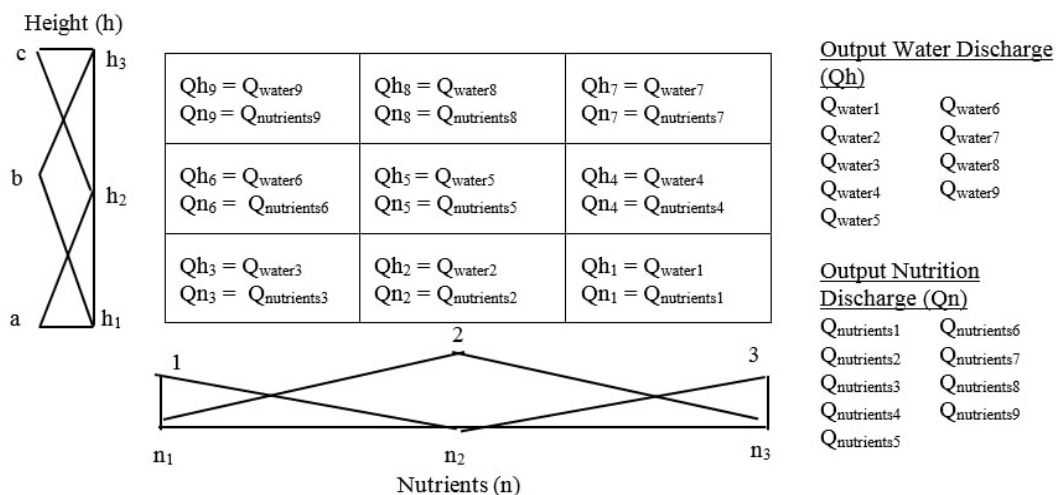 Height (h)
c
h3
b
h2
a
h1
Qh9 = Qwater9
Qn9 = Qnutrients9
Qh8 = Qwater8
Qn8 = Qnutrients8
Qh7 = Qwater7
Qn7 = Qnutrients7
Qh6 = Qwater6
Qn6 = Qnutrients6
Qh5 = Qwater5
Qn5 = Qnutrients5
Qh4 = Qwater4
Qn4 = Qnutrients4
Qh3 = Qwater3
Qn3 = Qnutrients3
Qh2 = Qwater2
Qn2 = Qnutrients2
Qh1 = Qwater1
Qn1 = Qnutrients1
1
2
3
n1
n2
n3
Nutrients (n)
Output Water Discharge
(Qh)
Qwater1 Qwater6
Qwater2 Qwater7
Qwater3 Qwater8
Qwater4 Qwater9
Qwater5
Output Nutrition
Discharge (Qn)
Qnutrients1 Qnutrients6
Qnutrients2 Qnutrients7
Qnutrients3 Qnutrients8
Qnutrients4 Qnutrients9
Qnutrients5